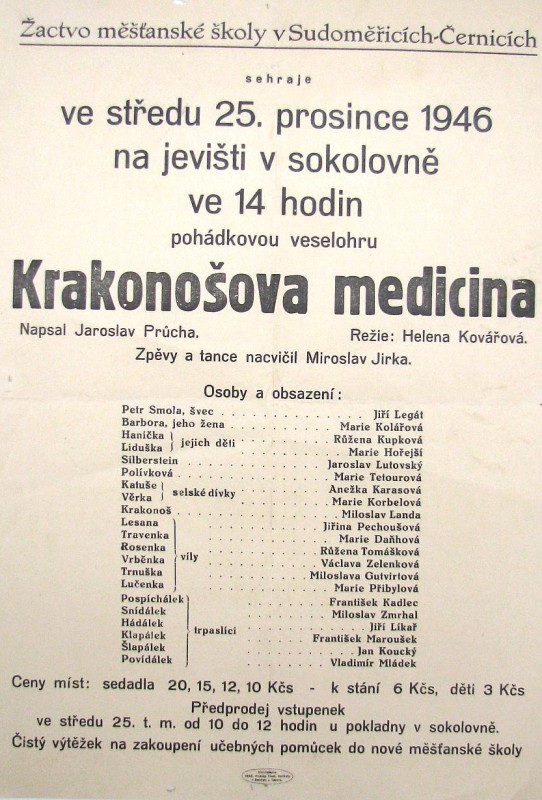 Žactvo měšťanské školy v Sudoměřicích-Černicích
sehraje
ve středu 25. prosince 1946
na jevišti v sokolovně
ve 14 hodin
pohádkovou veselohru
Krakonošova medicina
Napsal Jaroslav Průcha. Režie: Helena Kovářová.
Zpěvy a tance nacvičil Miroslav Jirka.
Osoby a obsazení:
Petr Smola, švec . . . . . . . . . . . . Jiří Legát
Barbora, jeho žena . . . . . . . . . . Marie Kolářová
Hanička } jejich děti . . . . . . . . . Růžena Kupková
Liduška } . . . . . . . . . Marie Hořejší
Silberstein . . . . . . . . . . . . Jaroslav Lutovský
Polívková . . . . . . . . . . . . Marie Tetourová
Katuše } selské dívky . . . . . . . Anežka Karasová
Věrka } . . . . . . . Marie Korbelová
Krakonoš . . . . . . . . . . . . Miloslav Landa
Lesana . . . . . . . . . Jiřina Pechoušová
Travenka . . . . . . . . . Marie Daňhová
Rosenka . . . . . . . . . Růžena Tomášková
Vrběnka } víly . . . . . . . . . Václava Zelenková
Trnuška . . . . . . . . . Miloslava Gutvirtová
Lučenka . . . . . . . . . Marie Přibylová
Pospíchálek . . . . . . . . František Kadlec
Snídálek . . . . . . . . Miloslav Zmrhal
Hádálek } trpaslíci . . . . . . . . Jiří Líkař
Klapálek . . . . . . . . František Maroušek
Šlapálek . . . . . . . . Jan Koucký
Povídálek . . . . . . . . Vladimír Mládek
Ceny míst: sedadla 20, 15, 12, 10 Kčs - k stání 6 Kčs, děti 3 Kčs
Předprodej vstupenek
ve středu 25. t. m. od 10 do 12 hodin u pokladny v sokolovně.
Čistý výtěžek na zakoupení učebných pomůcek do nové měšťanské školy